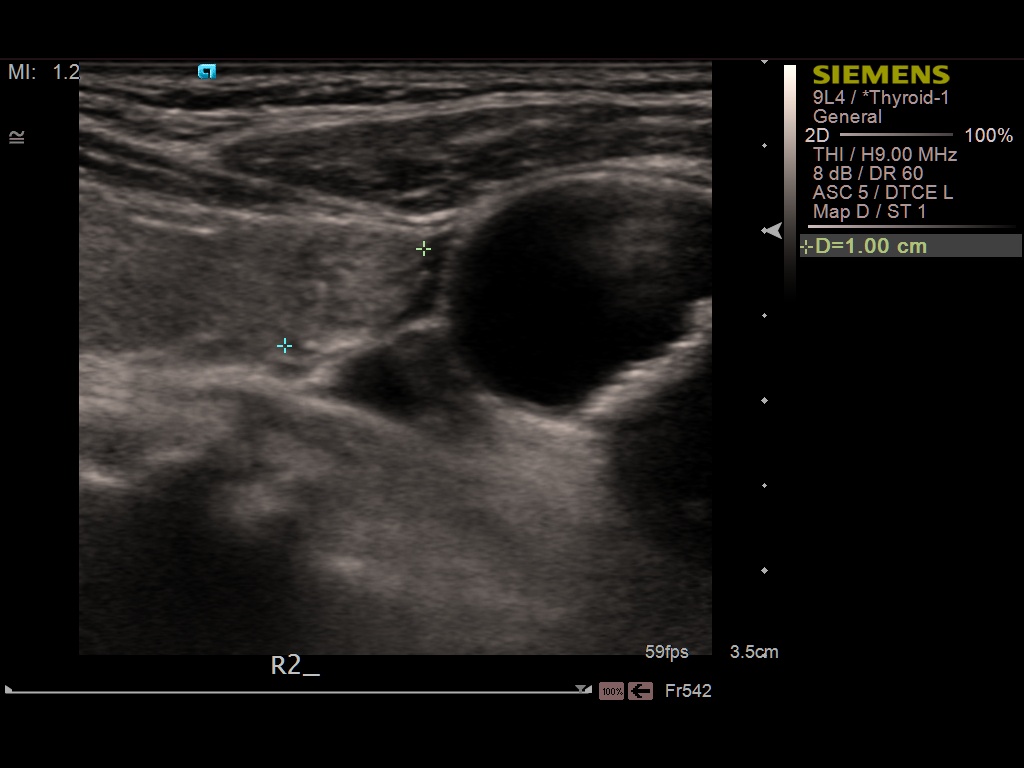 MI: 1.2
SIEMENS
9L4 / *Thyroid-1
General
2D 100%
THI / H9.00 MHz
8 dB / DR 60
ASC 5 / DTCE L
Map D / ST 1
D=1.00 cm
59fps 3.5cm
R2_
100% Fr542